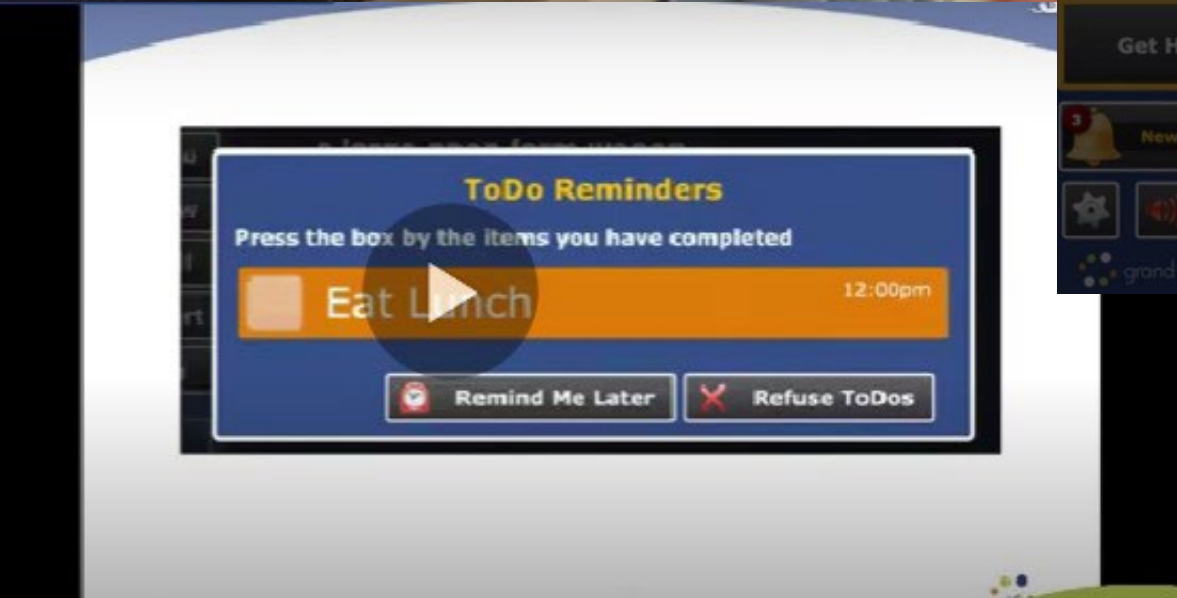 Get H
3
New
ToDo Reminders
Press the box by the items you have completed
Eat Lunch
12:00pm
Remind Me Later
Refuse ToDos
grand